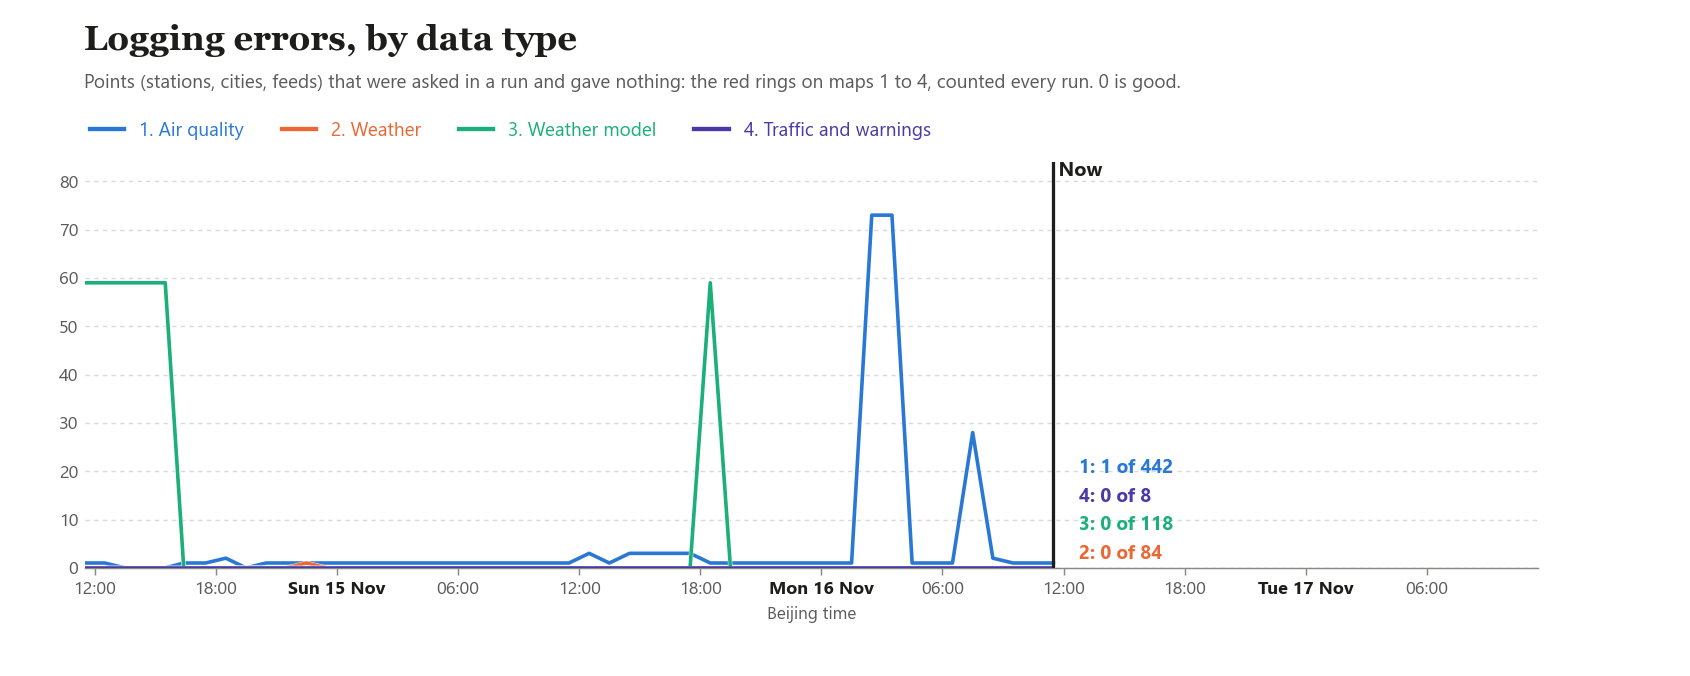 Logging errors, by data type
Points (stations, cities, feeds) that were asked in a run and gave nothing: the red rings on maps 1 to 4, counted every run. 0 is good.
1. Air quality 2. Weather 3. Weather model 4. Traffic and warnings
Now
80
70
60
50
40
30
20
10
0
1: 1 of 442
4: 0 of 8
3: 0 of 118
2: 0 of 84
12:00 18:00 Sun 15 Nov 06:00 12:00 18:00 Mon 16 Nov 06:00 12:00 18:00 Tue 17 Nov 06:00
Beijing time